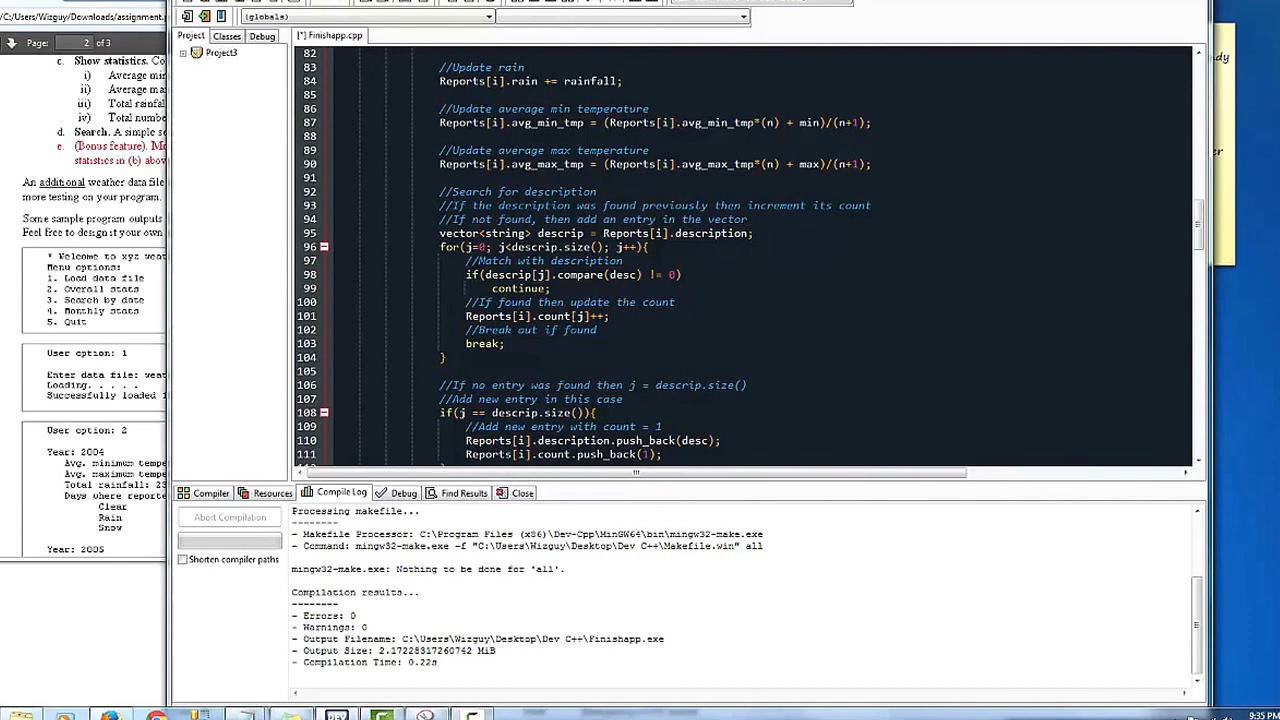 /C:/Users/Wizguy/Downloads/assignment.
Page: 2 of 3
c. Show statistics. Co
i) Average min
ii) Average ma
iii) Total rainfal
iv) Total numbe
d. Search. A simple se
e. (Bonus feature). M
statistics in (b) above
An additional weather data file
more testing on your program.
Some sample program outputs
Feel free to design it your own
* Welcome to xyz weat
Menu options:
1. Load data file
2. Overall stats
3. Search by date
4. Monthly stats
5. Quit
User option: 1
Enter data file: weat
Loading. . . . .
Successfully loaded 1
User option: 2
Year: 2004
Avg. minimum tempe
Avg. maximum tempe
Total rainfall: 23
Days where reporte
Clear
Rain
Snow
Year: 2005
(globals)
Project Classes Debug
Project3
[*] Finishapp.cpp
82
83 //Update rain
84 Reports[i].rain += rainfall;
85
86 //Update average min temperature
87 Reports[i].avg_min_tmp = (Reports[i].avg_min_tmp*(n) + min)/(n+1);
88
89 //Update average max temperature
90 Reports[i].avg_max_tmp = (Reports[i].avg_max_tmp*(n) + max)/(n+1);
91
92 //Search for description
93 //If the description was found previously then increment its count
94 //If not found, then add an entry in the vector
95 vector<string> descrip = Reports[i].description;
96 for(j=0; j<descrip.size(); j++){
97 //Match with description
98 if(descrip[j].compare(desc) != 0)
99 continue;
100 //If found then update the count
101 Reports[i].count[j]++;
102 //Break out if found
103 break;
104 }
105
106 //If no entry was found then j = descrip.size()
107 //Add new entry in this case
108 if(j == descrip.size()){
109 //Add new entry with count = 1
110 Reports[i].description.push_back(desc);
111 Reports[i].count.push_back(1);
Compiler Resources Compile Log Debug Find Results Close
Abort Compilation
Shorten compiler paths
Processing makefile...
--------
- Makefile Processor: C:\Program Files (x86)\Dev-Cpp\MinGW64\bin\mingw32-make.exe
- Command: mingw32-make.exe -f "C:\Users\Wizguy\Desktop\Dev C++\Makefile.win" all
mingw32-make.exe: Nothing to be done for 'all'.
Compilation results...
--------
- Errors: 0
- Warnings: 0
- Output Filename: C:\Users\Wizguy\Desktop\Dev C++\Finishapp.exe
- Output Size: 2.17228317260742 MiB
- Compilation Time: 0.22s
dy
er
DEV
9:35 PM